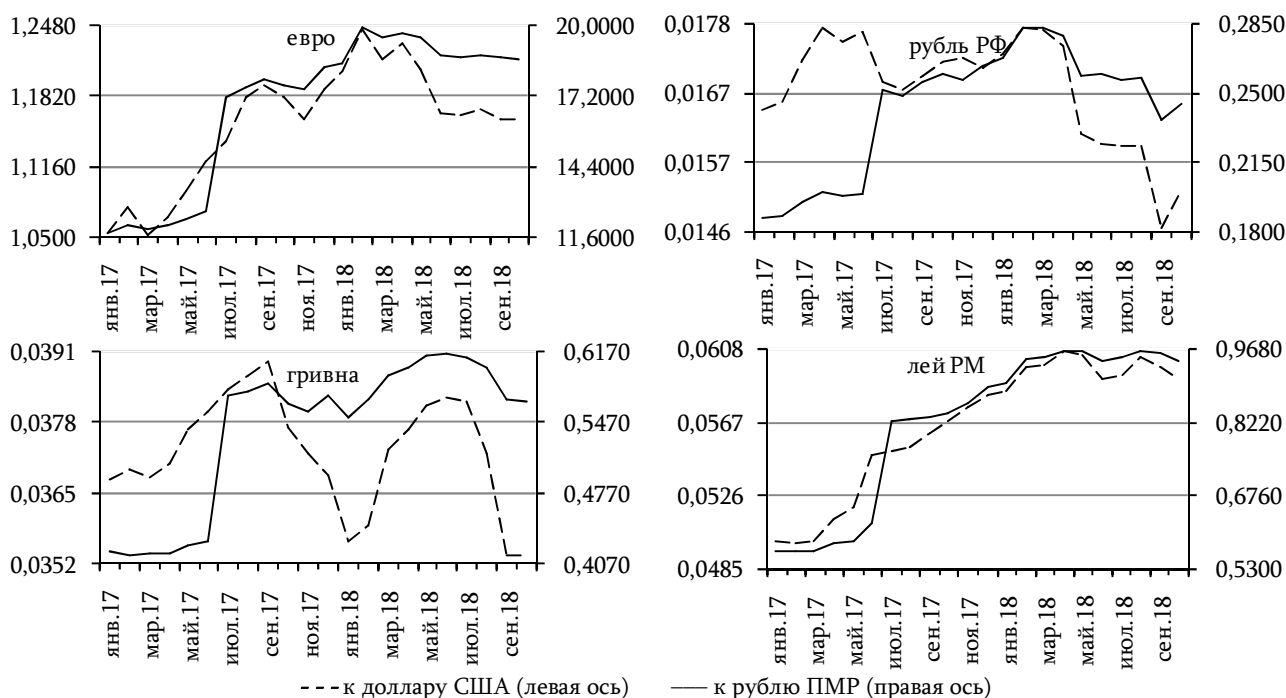 евро
1,2480
1,1820
1,1160
1,0500
20,0000
17,2000
14,4000
11,6000
янв.17
мар.17
май.17
июл.17
сен.17
ноя.17
янв.18
мар.18
май.18
июл.18
сен.18
рубль РФ
0,0178
0,0167
0,0157
0,0146
0,2850
0,2500
0,2150
0,1800
янв.17
мар.17
май.17
июл.17
сен.17
ноя.17
янв.18
мар.18
май.18
июл.18
сен.18
гривна
0,0391
0,0378
0,0365
0,0352
0,6170
0,5470
0,4770
0,4070
янв.17
мар.17
май.17
июл.17
сен.17
ноя.17
янв.18
мар.18
май.18
июл.18
сен.18
лей РМ
0,0608
0,0567
0,0526
0,0485
0,9680
0,8220
0,6760
0,5300
янв.17
мар.17
май.17
июл.17
сен.17
ноя.17
янв.18
мар.18
май.18
июл.18
сен.18
к доллару США (левая ось)
к рублю ПМР (правая ось)